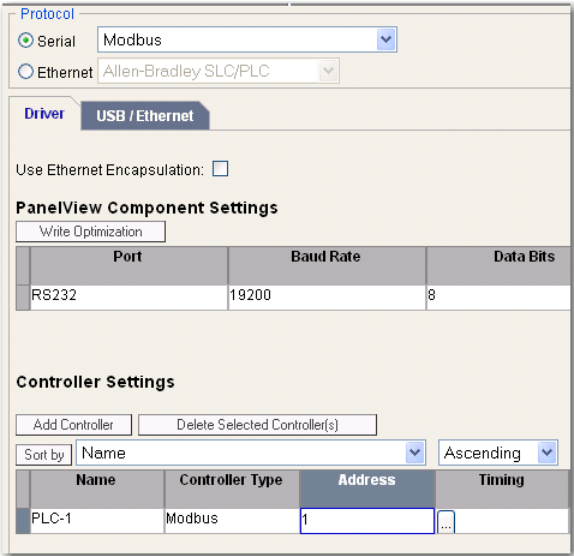 Protocol
Serial Modbus
Ethernet Allen-Bradley SLC/PLC
Driver USB / Ethernet
Use Ethernet Encapsulation:
PanelView Component Settings
Write Optimization
Port Baud Rate Data Bits
RS232 19200 8
Controller Settings
Add Controller Delete Selected Controller(s)
Sort by Name Ascending
Name Controller Type Address Timing
PLC-1 Modbus 1 ...